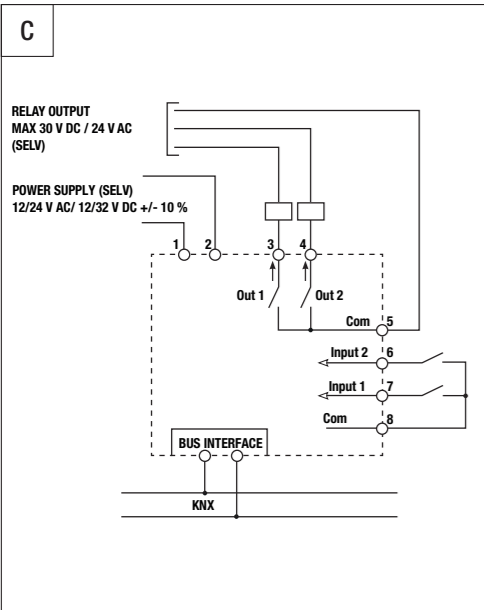 C
RELAY OUTPUT
MAX 30 V DC / 24 V AC
(SELV)
POWER SUPPLY (SELV)
12/24 V AC/ 12/32 V DC +/- 10 %
1 2 3 4
Out 1 Out 2
Com 5
Input 2 6
Input 1 7
Com 8
BUS INTERFACE
KNX